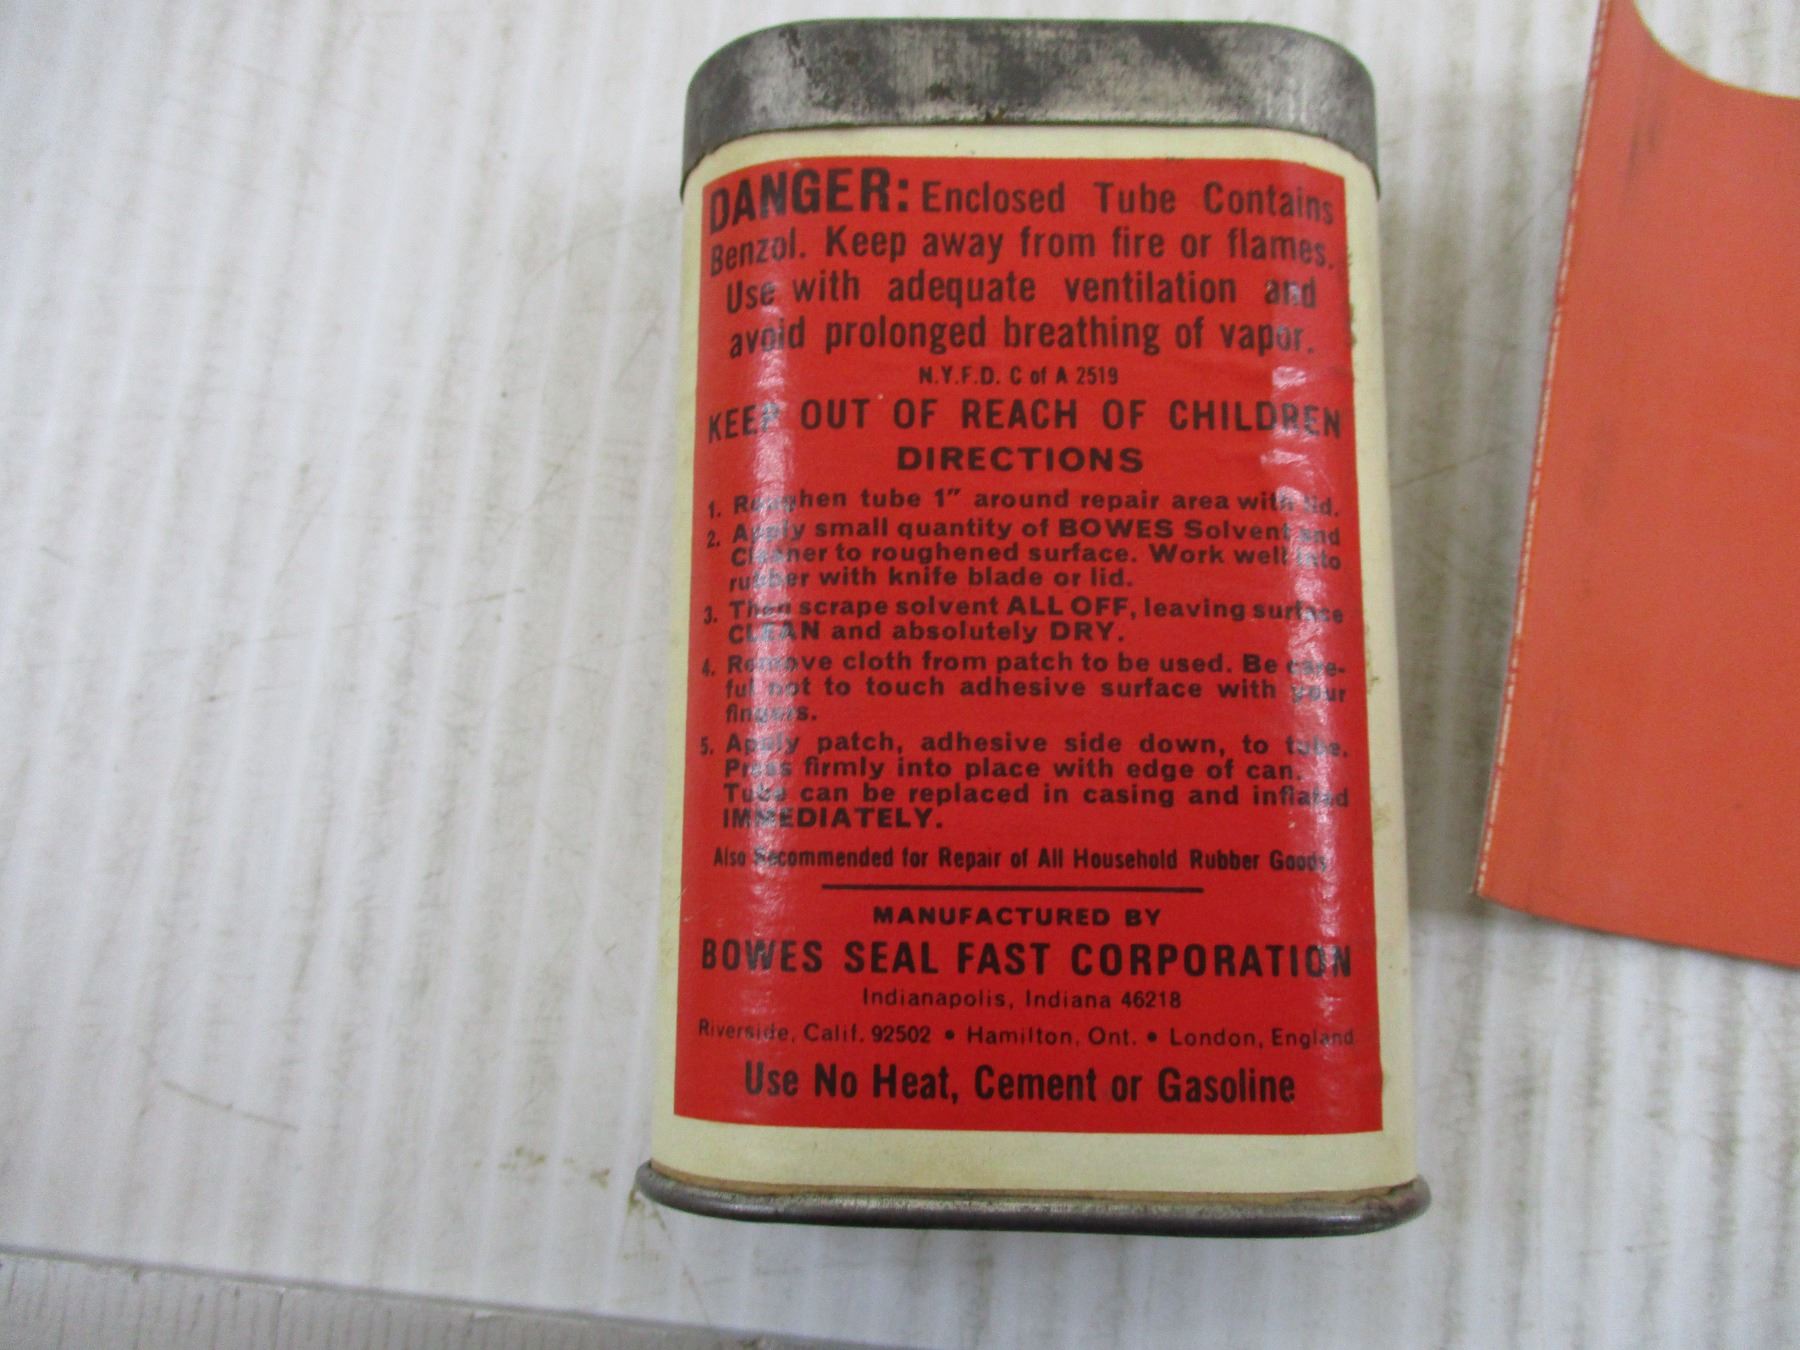 DANGER: Enclosed Tube Contains
Benzol. Keep away from fire or flames.
Use with adequate ventilation and
avoid prolonged breathing of vapor.
N.Y.F.D. C of A 2519
KEEP OUT OF REACH OF CHILDREN
DIRECTIONS
1. Roughen tube 1" around repair area with lid.
2. Apply small quantity of BOWES Solvent and
Cleaner to roughened surface. Work well into
rubber with knife blade or lid.
3. Then scrape solvent ALL OFF, leaving surface
CLEAN and absolutely DRY.
4. Remove cloth from patch to be used. Be care-
ful not to touch adhesive surface with your
fingers.
5. Apply patch, adhesive side down, to tube.
Press firmly into place with edge of can.
Tube can be replaced in casing and inflated
IMMEDIATELY.
Also Recommended for Repair of All Household Rubber Goods
MANUFACTURED BY
BOWES SEAL FAST CORPORATION
Indianapolis, Indiana 46218
Riverside, Calif. 92502 • Hamilton, Ont. • London, England
Use No Heat, Cement or Gasoline